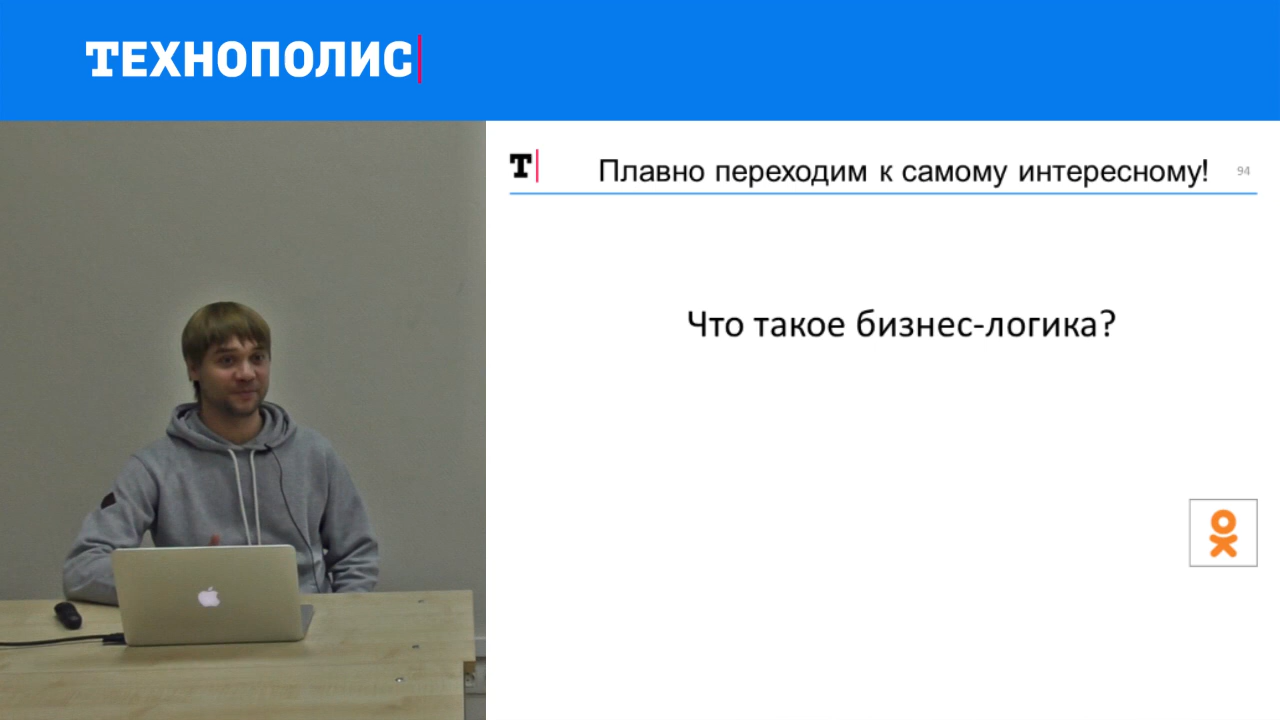 ТЕХНОПОЛИС
Т
Плавно переходим к самому интересному!
94
Что такое бизнес-логика?